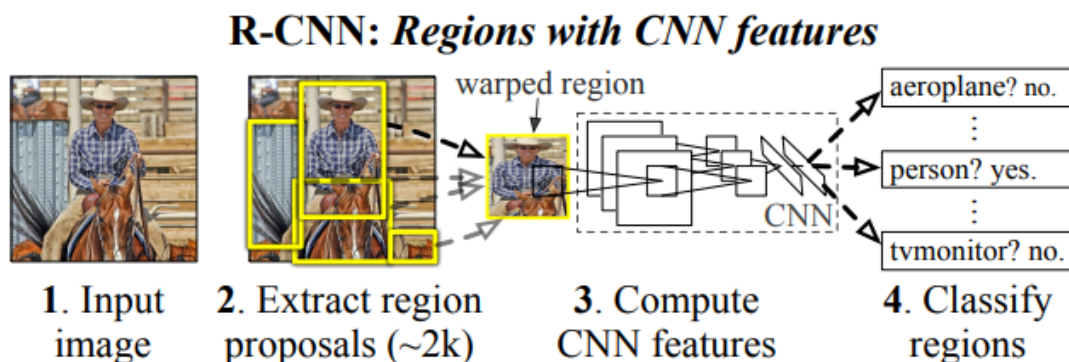 R-CNN: Regions with CNN features
warped region
aeroplane? no.
⋮
person? yes.
⋮
tvmonitor? no.
CNN
1. Input
image
2. Extract region
proposals (~2k)
3. Compute
CNN features
4. Classify
regions